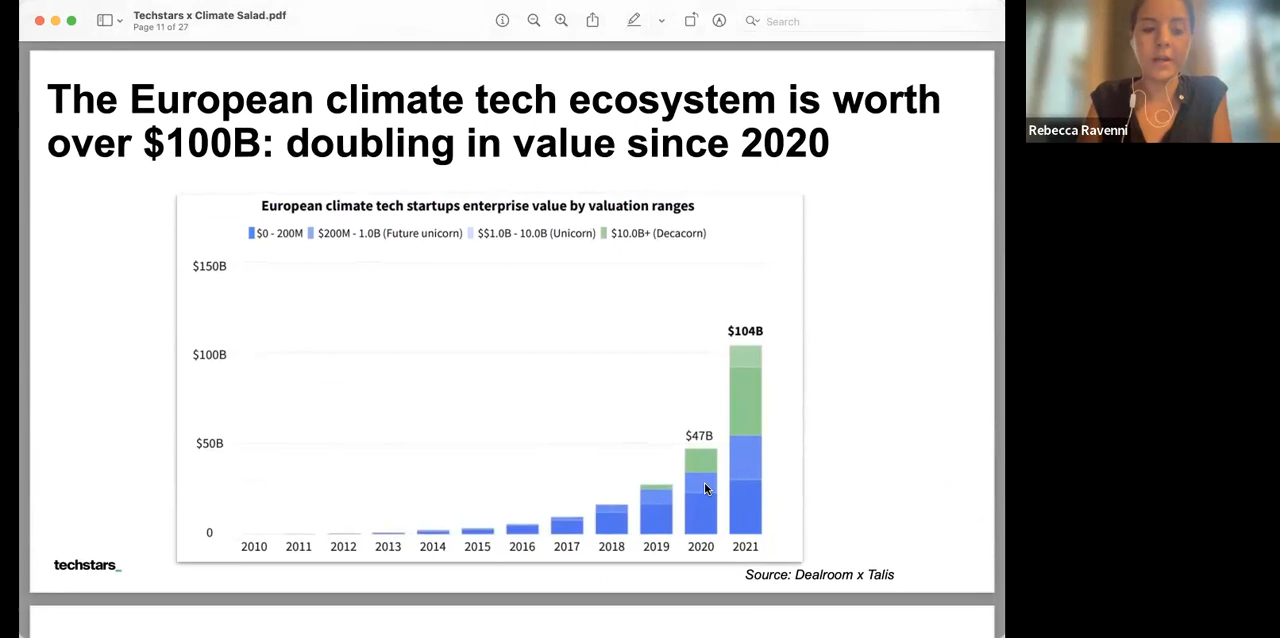 Techstars x Climate Salad.pdf
Page 11 of 27
Search
Rebecca Ravenni
The European climate tech ecosystem is worth
over $100B: doubling in value since 2020
European climate tech startups enterprise value by valuation ranges
$0 - 200M $200M - 1.0B (Future unicorn) $$1.0B - 10.0B (Unicorn) $10.0B+ (Decacorn)
$150B
$104B
$100B
$47B
$50B
0
2010 2011 2012 2013 2014 2015 2016 2017 2018 2019 2020 2021
techstars_
Source: Dealroom x Talis